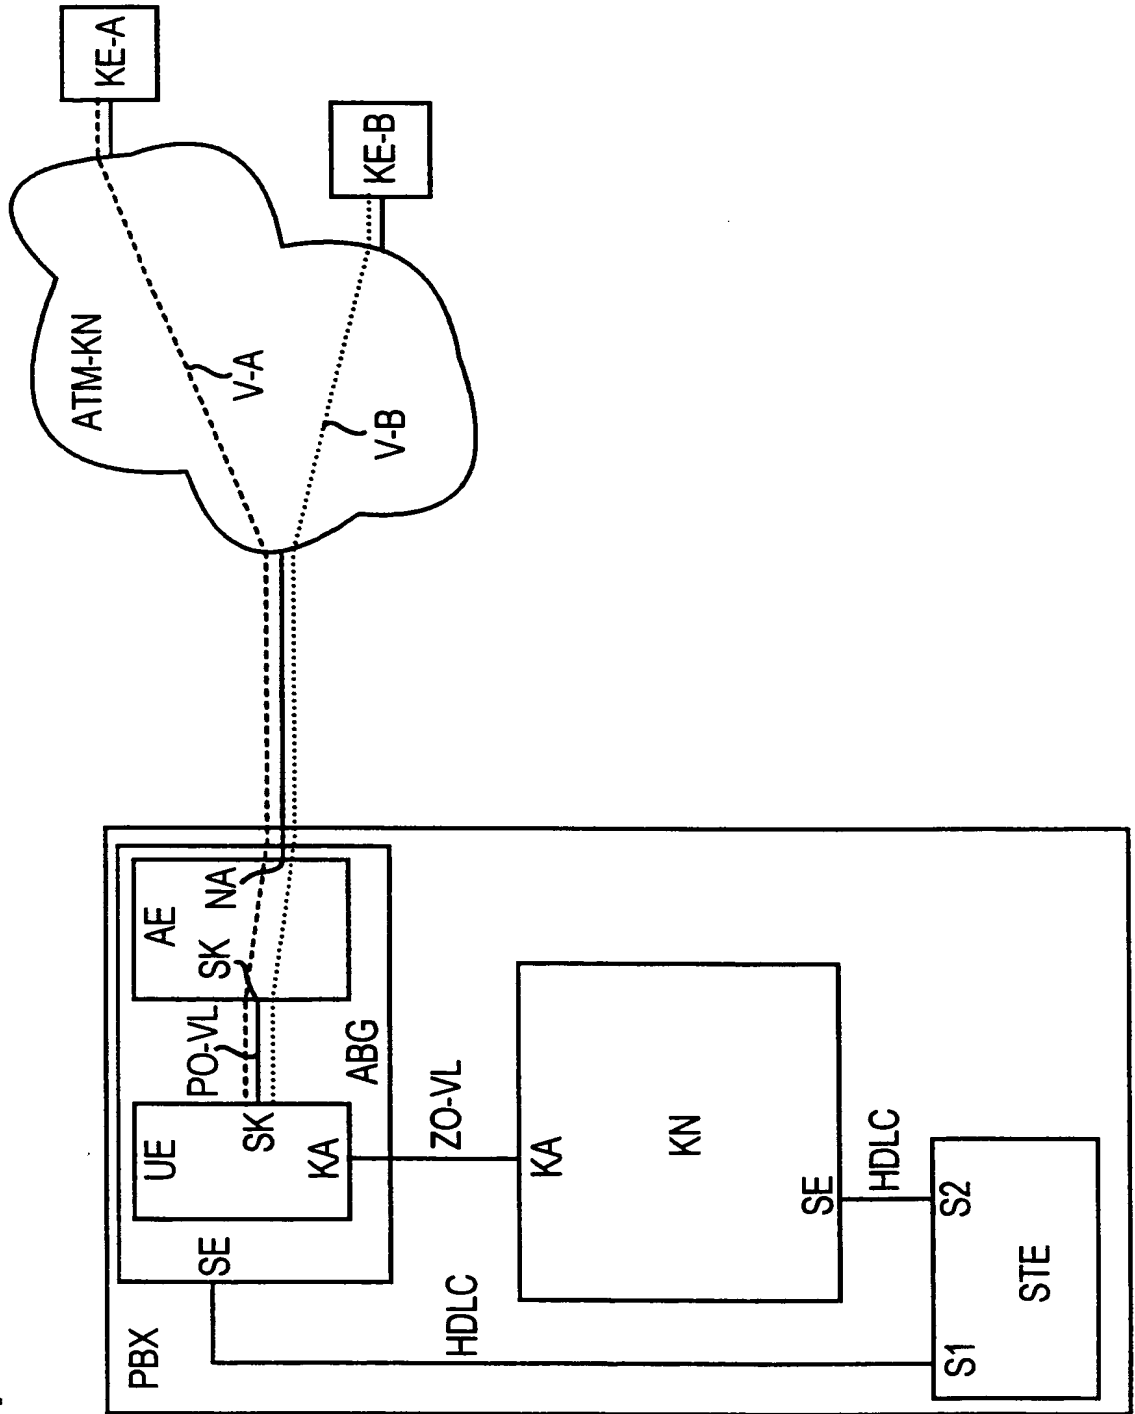 PBX
SE
UE
SK
KA
PO-VL
ABG
AE
SK
NA
ATM-KN
V-A
V-B
KE-A
KE-B
ZO-VL
HDLC
KA
KN
SE
HDLC
S1
STE
S2